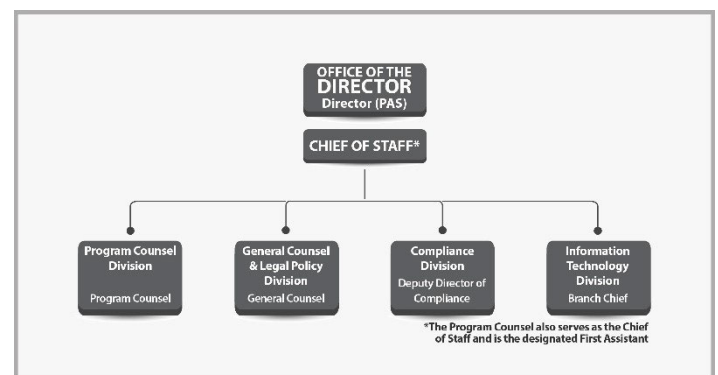 OFFICE OF THE
DIRECTOR
Director (PAS)
CHIEF OF STAFF*
Program Counsel
Division
Program Counsel
General Counsel
& Legal Policy
Division
General Counsel
Compliance
Division
Deputy Director of
Compliance
Information
Technology
Division
Branch Chief
*The Program Counsel also serves as the Chief
of Staff and is the designated First Assistant